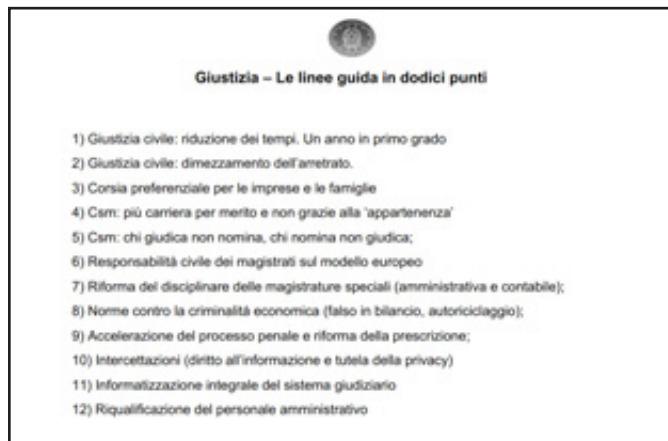 Giustizia – Le linee guida in dodici punti
1) Giustizia civile: riduzione dei tempi. Un anno in primo grado
2) Giustizia civile: dimezzamento dell'arretrato.
3) Corsia preferenziale per le imprese e le famiglie
4) Csm: più carriera per merito e non grazie alla 'appartenenza'
5) Csm: chi giudica non nomina, chi nomina non giudica;
6) Responsabilità civile dei magistrati sul modello europeo
7) Riforma del disciplinare delle magistrature speciali (amministrativa e contabile);
8) Norme contro la criminalità economica (falso in bilancio, autoriciclaggio);
9) Accelerazione del processo penale e riforma della prescrizione;
10) Intercettazioni (diritto all'informazione e tutela della privacy)
11) Informatizzazione integrale del sistema giudiziario
12) Riqualificazione del personale amministrativo